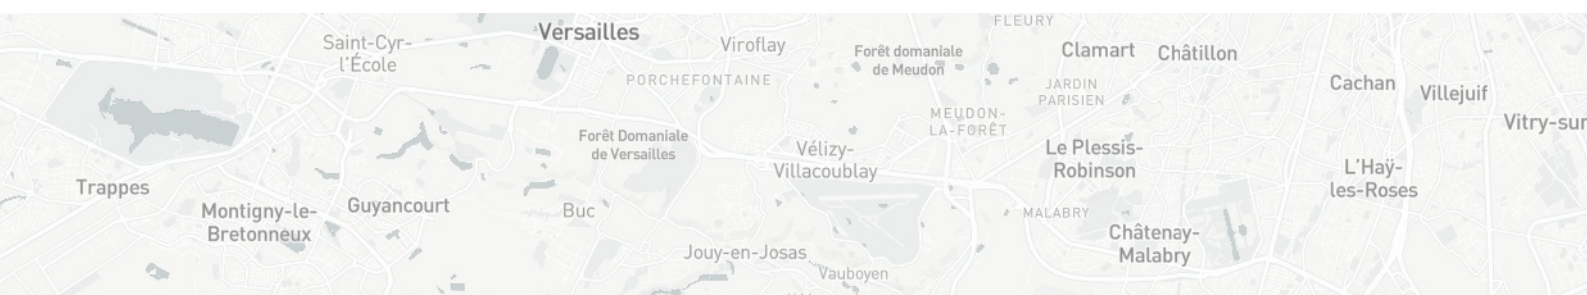 FLEURY
Versailles
Saint-Cyr-
l'École
Viroflay
Forêt domaniale
de Meudon
Clamart
Châtillon
PORCHEFONTAINE
JARDIN
PARISIEN
Cachan
Villejuif
MEUDON-
LA-FORÊT
Vitry-sur
Forêt Domaniale
de Versailles
Vélizy-
Villacoublay
Le Plessis-
Robinson
L'Haÿ-
les-Roses
Trappes
Montigny-le-
Bretonneux
Guyancourt
Buc
MALABRY
Châtenay-
Malabry
Jouy-en-Josas
Vauboyen